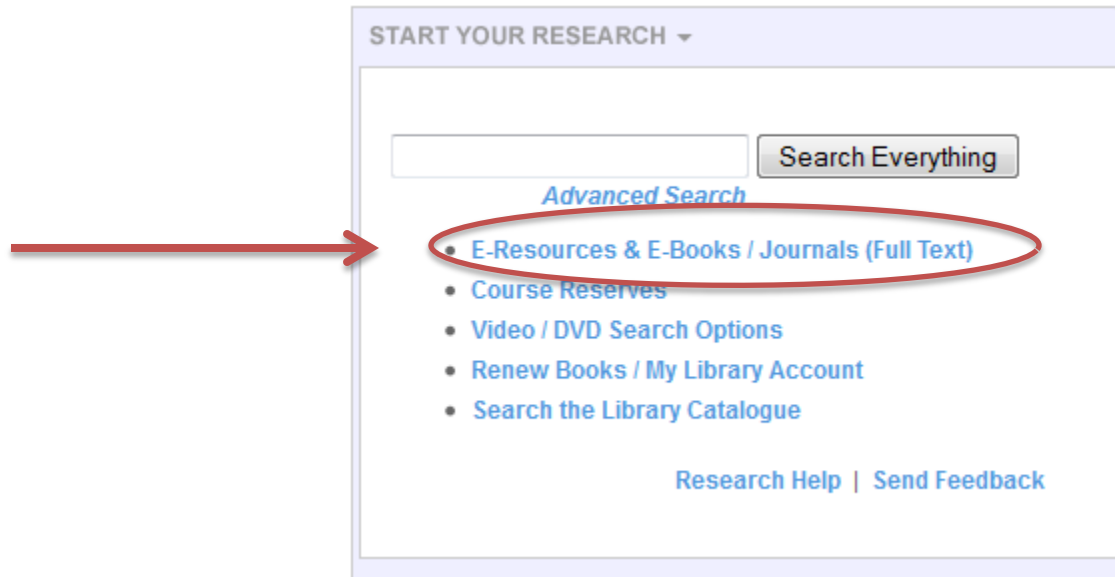 START YOUR RESEARCH
Search Everything
Advanced Search
E-Resources & E-Books / Journals (Full Text)
Course Reserves
Video / DVD Search Options
Renew Books / My Library Account
Search the Library Catalogue
Research Help | Send Feedback